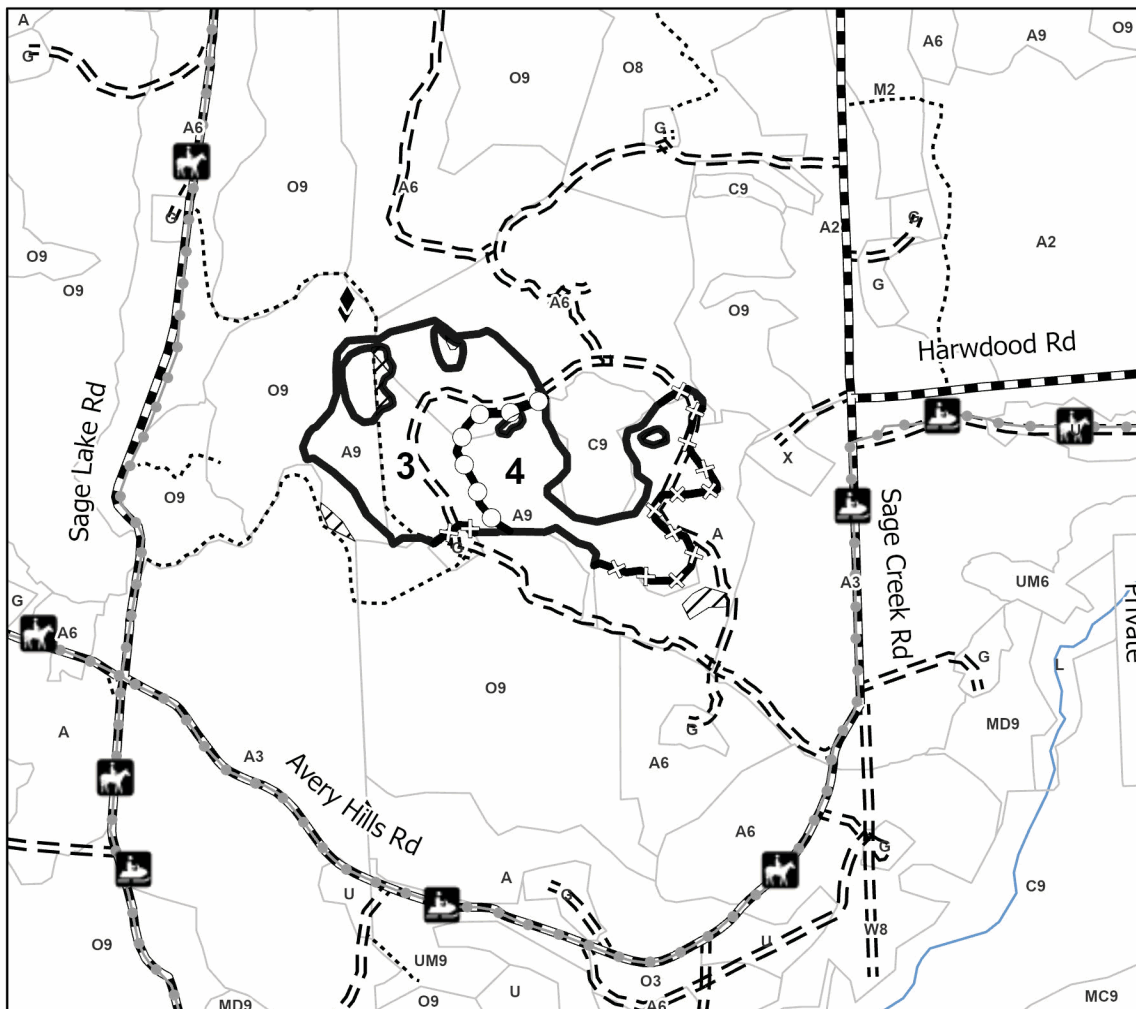 A
G
O9
O8
A6
A9
O9
M2
A6
G
O9
A6
C9
G
A2
G
A2
O9
G
O9
A6
O9
Harwdood Rd
O9
Sage Lake Rd
A9
3
4
C9
X
O9
A9
G
A
Sage Creek Rd
A3
UM6
Private
G
A6
G
L
O9
MD9
A
G
A3
A6
Avery Hills Rd
A6
G
A
U
G
C9
O9
UM9
U
W8
O3
MD9
O9
U
A6
MC9